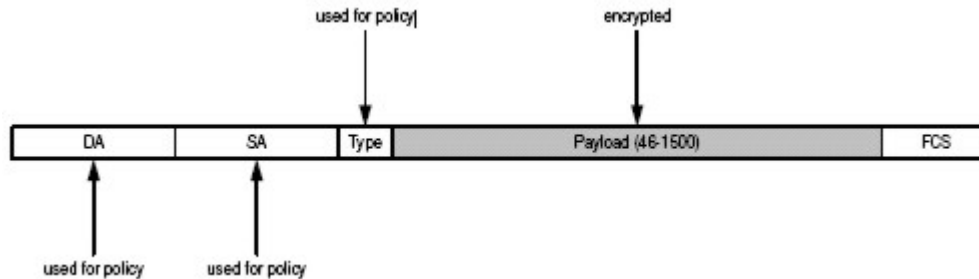 used for policy
encrypted
DA SA Type Payload (46-1500) FCS
used for policy used for policy